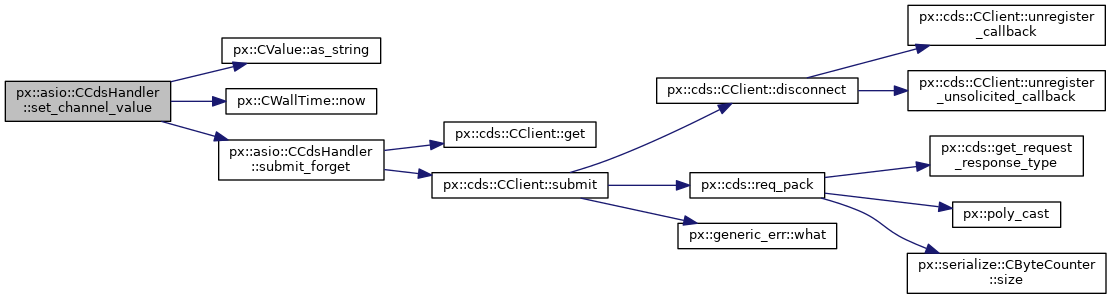 px::asio::CCdsHandler
::set_channel_value
px::CValue::as_string
px::CWallTime::now
px::asio::CCdsHandler
::submit_forget
px::cds::CClient::get
px::cds::CClient::submit
px::cds::CClient::disconnect
px::cds::req_pack
px::generic_err::what
px::cds::CClient::unregister
_callback
px::cds::CClient::unregister
_unsolicited_callback
px::cds::get_request
_response_type
px::poly_cast
px::serialize::CByteCounter
::size